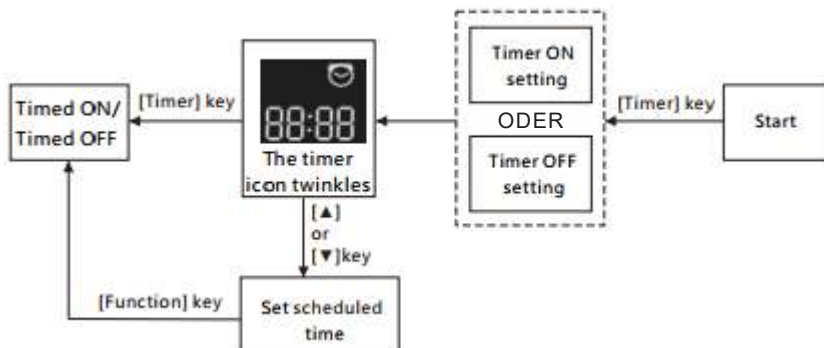 Timed ON/
Timed OFF
[Timer] key
88:88
The timer
icon twinkles
Timer ON
setting
ODER
Timer OFF
setting
[Timer] key
Start
[▲]
or
[▼]key
[Function] key
Set scheduled
time